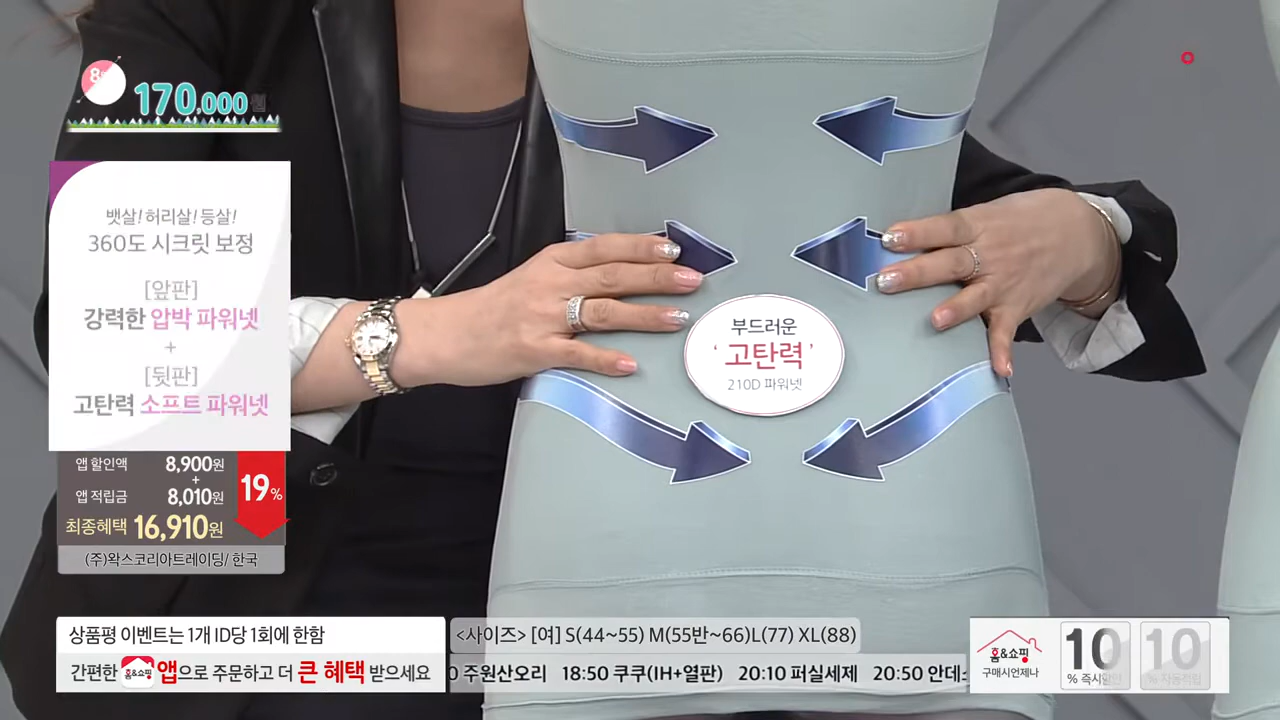 170,000원
뱃살! 허리살! 등살!
360도 시크릿 보정
[앞판]
강력한 압박 파워넷
+
[뒷판]
고탄력 소프트 파워넷
앱 할인액 8,900원
+
앱 적립금 8,010원
최종혜택 16,910원
19%
(주)왁스코리아트레이딩/ 한국
부드러운
‘ 고탄력 ’
210D 파워넷
상품평 이벤트는 1개 ID당 1회에 한함
<사이즈> [여] S(44~55) M(55반~66)L(77) XL(88)
간편한 홈&쇼핑 앱으로 주문하고 더 큰 혜택 받으세요
0 주원산오리 18:50 쿠쿠(IH+열판) 20:10 퍼실세제 20:50 안데
홈&쇼핑
구매시언제나
10
% 즉시할인
10
% 자동적립